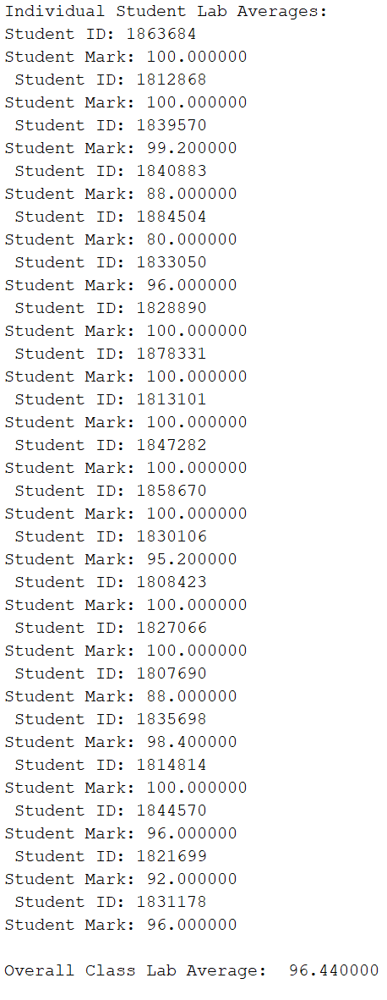 Individual Student Lab Averages:
Student ID: 1863684
Student Mark: 100.000000
Student ID: 1812868
Student Mark: 100.000000
Student ID: 1839570
Student Mark: 99.200000
Student ID: 1840883
Student Mark: 88.000000
Student ID: 1884504
Student Mark: 80.000000
Student ID: 1833050
Student Mark: 96.000000
Student ID: 1828890
Student Mark: 100.000000
Student ID: 1878331
Student Mark: 100.000000
Student ID: 1813101
Student Mark: 100.000000
Student ID: 1847282
Student Mark: 100.000000
Student ID: 1858670
Student Mark: 100.000000
Student ID: 1830106
Student Mark: 95.200000
Student ID: 1808423
Student Mark: 100.000000
Student ID: 1827066
Student Mark: 100.000000
Student ID: 1807690
Student Mark: 88.000000
Student ID: 1835698
Student Mark: 98.400000
Student ID: 1814814
Student Mark: 100.000000
Student ID: 1844570
Student Mark: 96.000000
Student ID: 1821699
Student Mark: 92.000000
Student ID: 1831178
Student Mark: 96.000000
Overall Class Lab Average:  96.440000